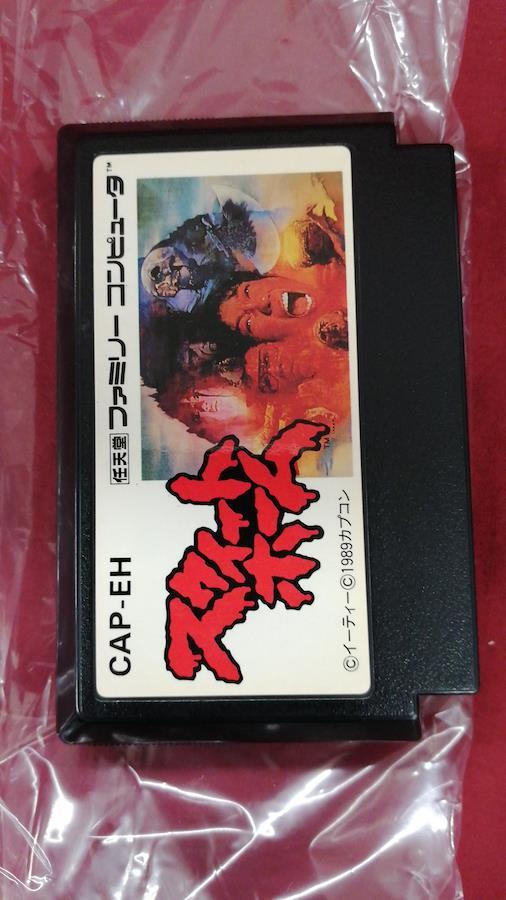 任天堂 ファミリー コンピュータ™
TM
スウィート
ホーム
CAP-EH
©イーティー©1989カプコン